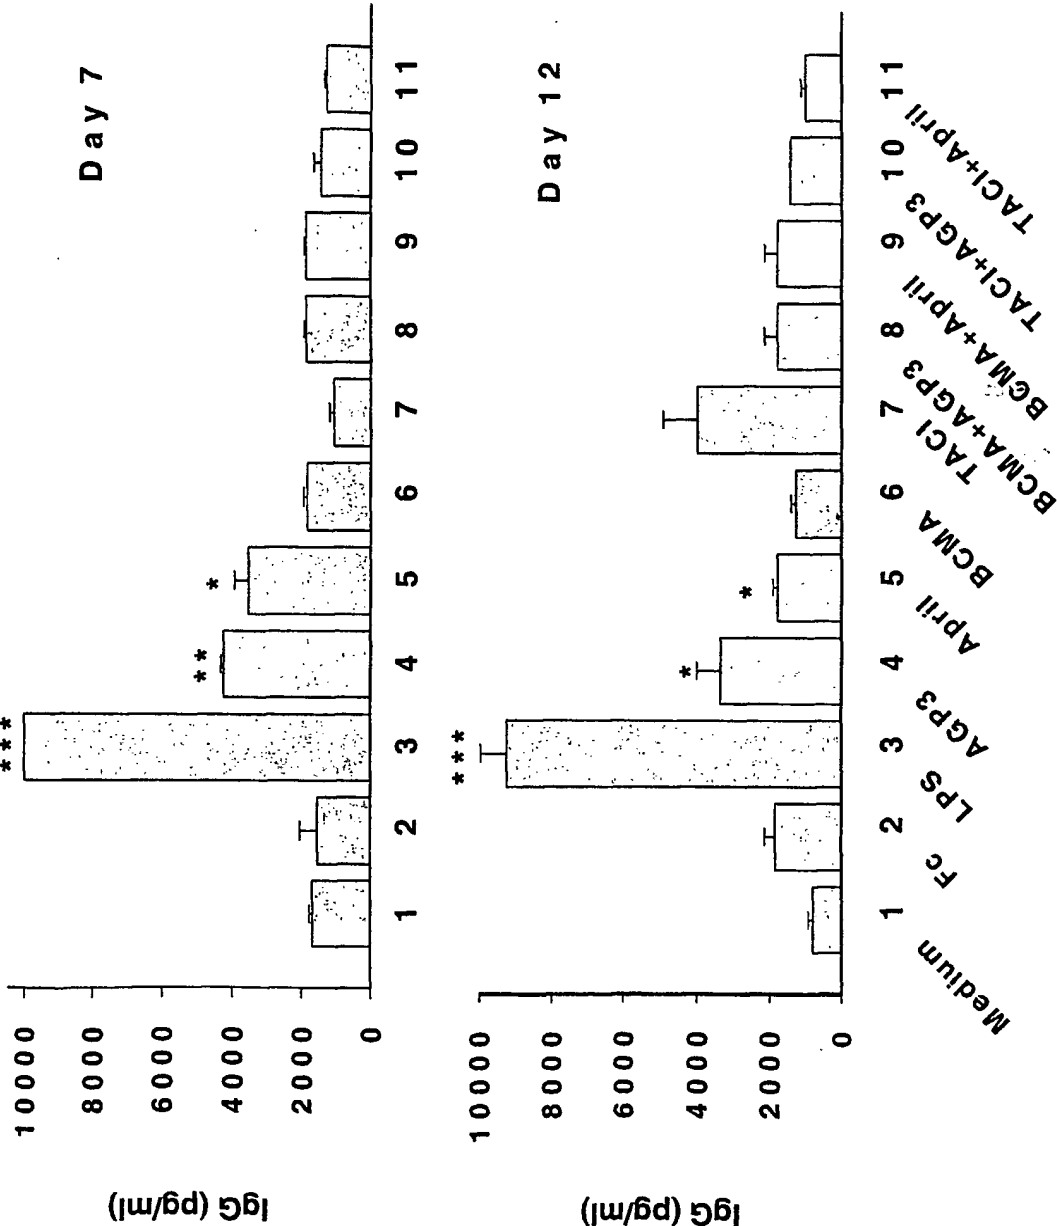 Day 7
IgG (pg/ml)
10000
8000
6000
4000
2000
0
***
**
*
1 2 3 4 5 6 7 8 9 10 11
Day 12
IgG (pg/ml)
10000
8000
6000
4000
2000
0
***
*
*
1 2 3 4 5 6 7 8 9 10 11
Medium
Fc
LPS
AGP3
April
BCMA
TACI
BCMA+AGP3
BCMA+April
TACI+AGP3
TACI+April